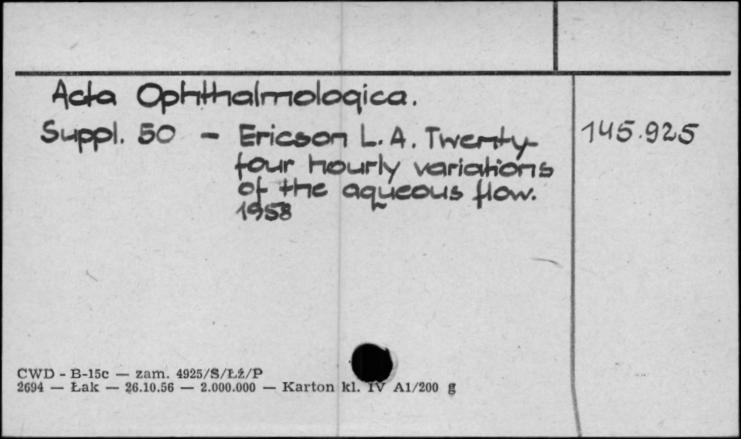 Acta Ophthalmologica.
Suppl. 50 - Ericson L. A. Twenty- 145.925
four hourly variations
of the aqueous flow.
1958
CWD - B-15c — zam. 4925/S/Łż/P
2694 — Łak — 26.10.56 — 2.000.000 — Karton kl. IV A1/200 g